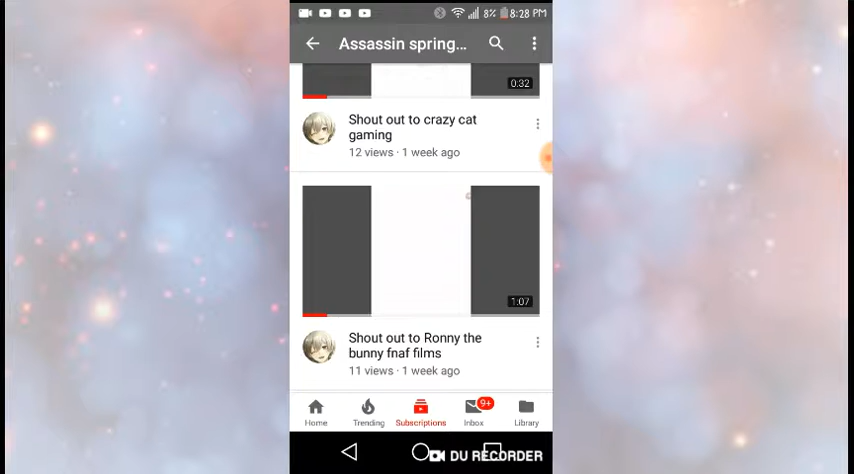 8% 8:28 PM
Assassin spring...
0:32
Shout out to crazy cat
gaming
12 views · 1 week ago
1:07
Shout out to Ronny the
bunny fnaf films
11 views · 1 week ago
9+
Home Trending Subscriptions Inbox Library
DU RECORDER